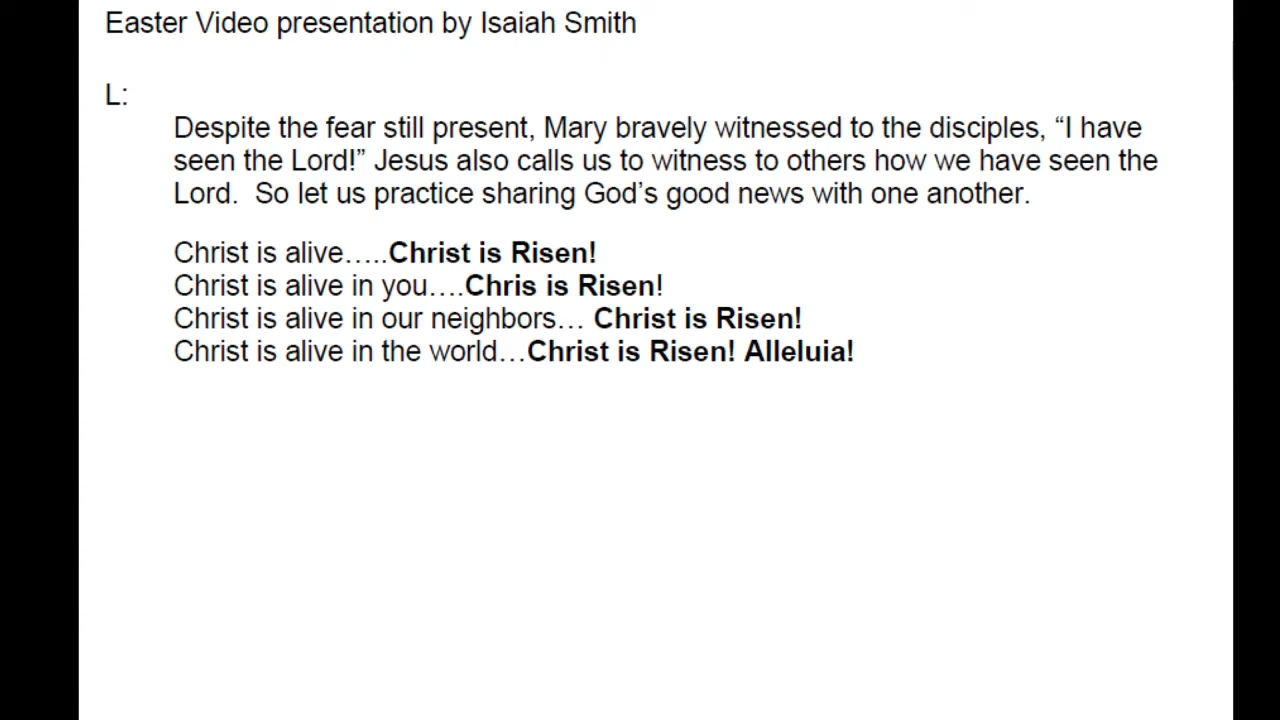 Easter Video presentation by Isaiah Smith
L:
Despite the fear still present, Mary bravely witnessed to the disciples, “I have
seen the Lord!” Jesus also calls us to witness to others how we have seen the
Lord.  So let us practice sharing God’s good news with one another.
Christ is alive…..Christ is Risen!
Christ is alive in you….Chris is Risen!
Christ is alive in our neighbors… Christ is Risen!
Christ is alive in the world…Christ is Risen! Alleluia!